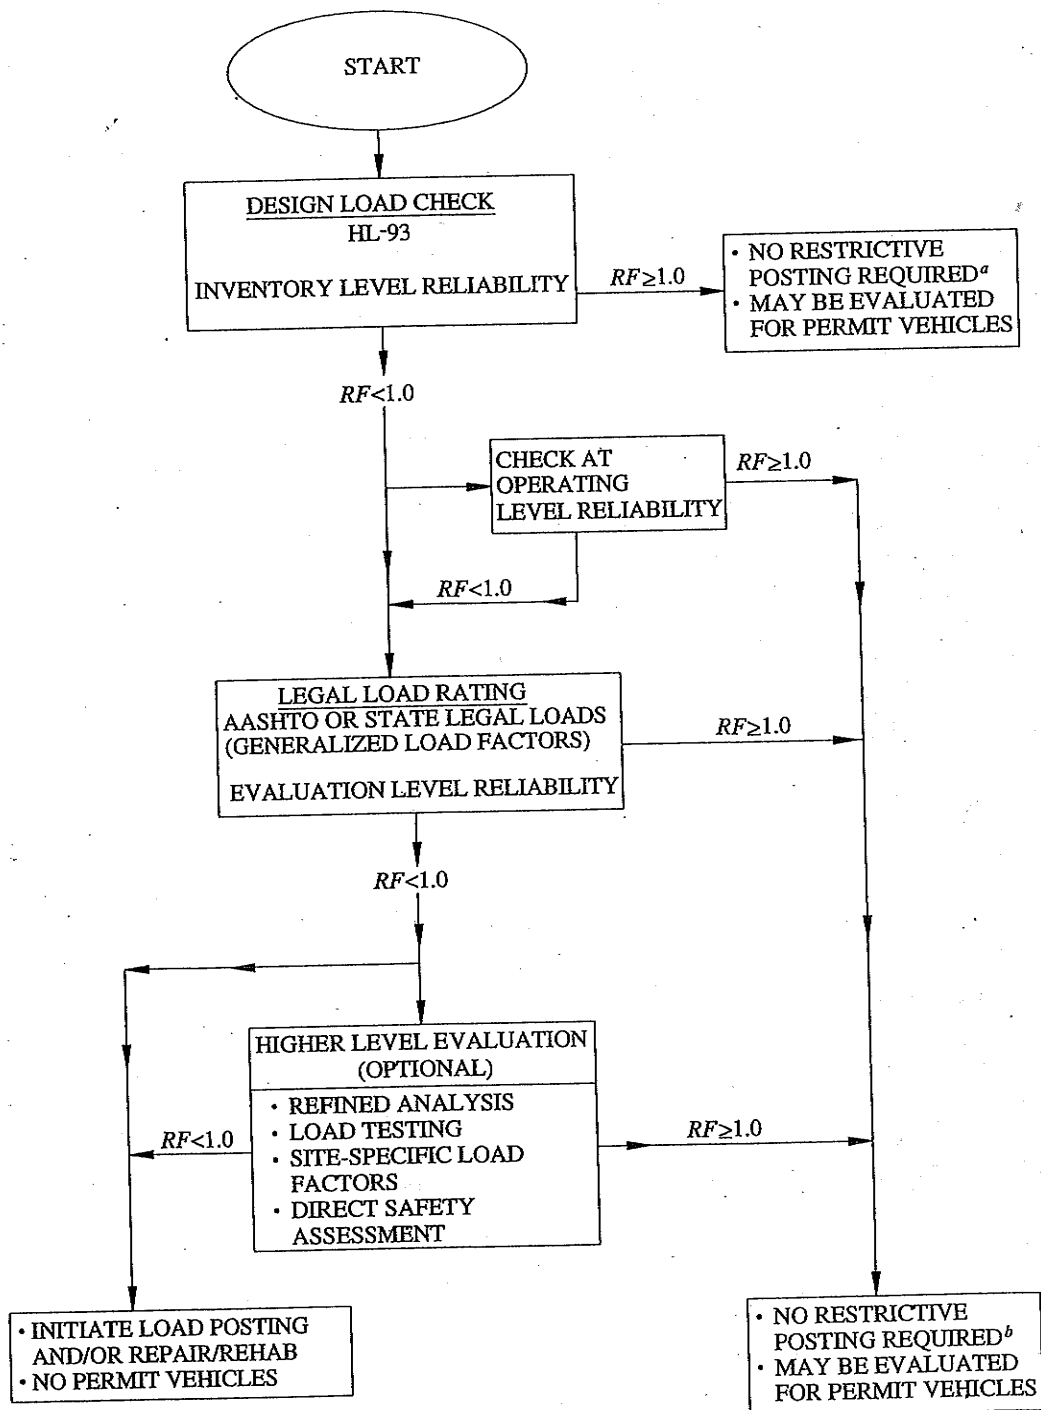 START
DESIGN LOAD CHECK
HL-93
INVENTORY LEVEL RELIABILITY
RF≥1.0
• NO RESTRICTIVE
POSTING REQUIREDᵃ
• MAY BE EVALUATED
FOR PERMIT VEHICLES
RF<1.0
CHECK AT
OPERATING
LEVEL RELIABILITY
RF≥1.0
RF<1.0
LEGAL LOAD RATING
AASHTO OR STATE LEGAL LOADS
(GENERALIZED LOAD FACTORS)
EVALUATION LEVEL RELIABILITY
RF≥1.0
RF<1.0
HIGHER LEVEL EVALUATION
(OPTIONAL)
• REFINED ANALYSIS
• LOAD TESTING
• SITE-SPECIFIC LOAD
FACTORS
• DIRECT SAFETY
ASSESSMENT
RF<1.0
RF≥1.0
• INITIATE LOAD POSTING
AND/OR REPAIR/REHAB
• NO PERMIT VEHICLES
• NO RESTRICTIVE
POSTING REQUIREDᵇ
• MAY BE EVALUATED
FOR PERMIT VEHICLES